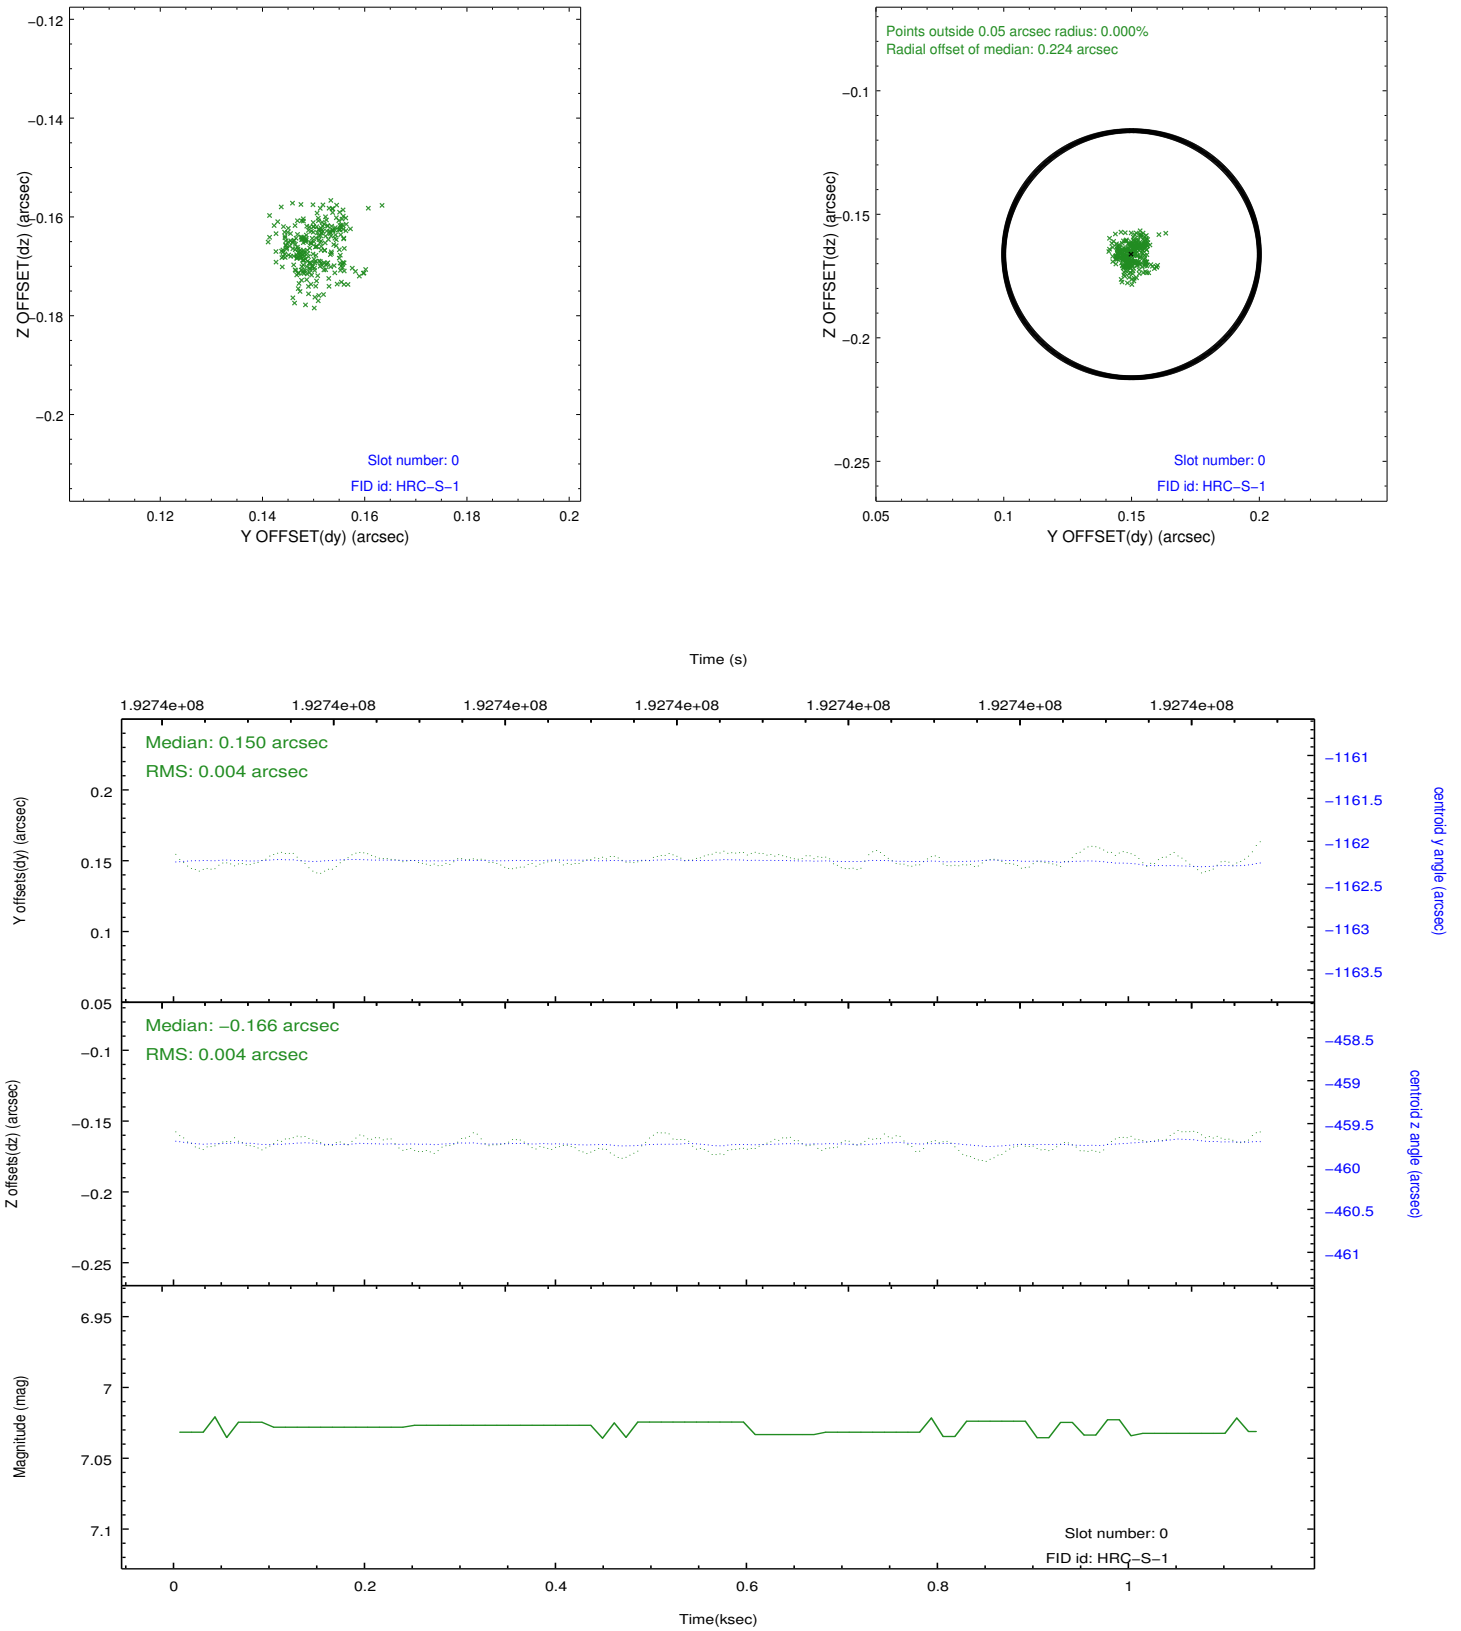 −0.12
−0.14
−0.16
−0.18
−0.2
Z OFFSET(dz) (arcsec)
Slot number: 0
FID id: HRC−S−1
0.12
0.14
0.16
0.18
0.2
Y OFFSET(dy) (arcsec)
Points outside 0.05 arcsec radius: 0.000%
Radial offset of median: 0.224 arcsec
−0.1
−0.15
−0.2
−0.25
Z OFFSET(dz) (arcsec)
Slot number: 0
FID id: HRC−S−1
0.05
0.1
0.15
0.2
Y OFFSET(dy) (arcsec)
Time (s)
1.9274e+08
1.9274e+08
1.9274e+08
1.9274e+08
1.9274e+08
1.9274e+08
1.9274e+08
Median: 0.150 arcsec
RMS: 0.004 arcsec
0.2
0.15
0.1
0.05
Y offsets(dy) (arcsec)
−1161
−1161.5
−1162
−1162.5
−1163
−1163.5
centroid y angle (arcsec)
Median: −0.166 arcsec
RMS: 0.004 arcsec
−0.1
−0.15
−0.2
−0.25
Z offsets(dz) (arcsec)
−458.5
−459
−459.5
−460
−460.5
−461
centroid z angle (arcsec)
6.95
7
7.05
7.1
Magnitude (mag)
Slot number: 0
FID id: HRC−S−1
0
0.2
0.4
0.6
0.8
1
Time(ksec)